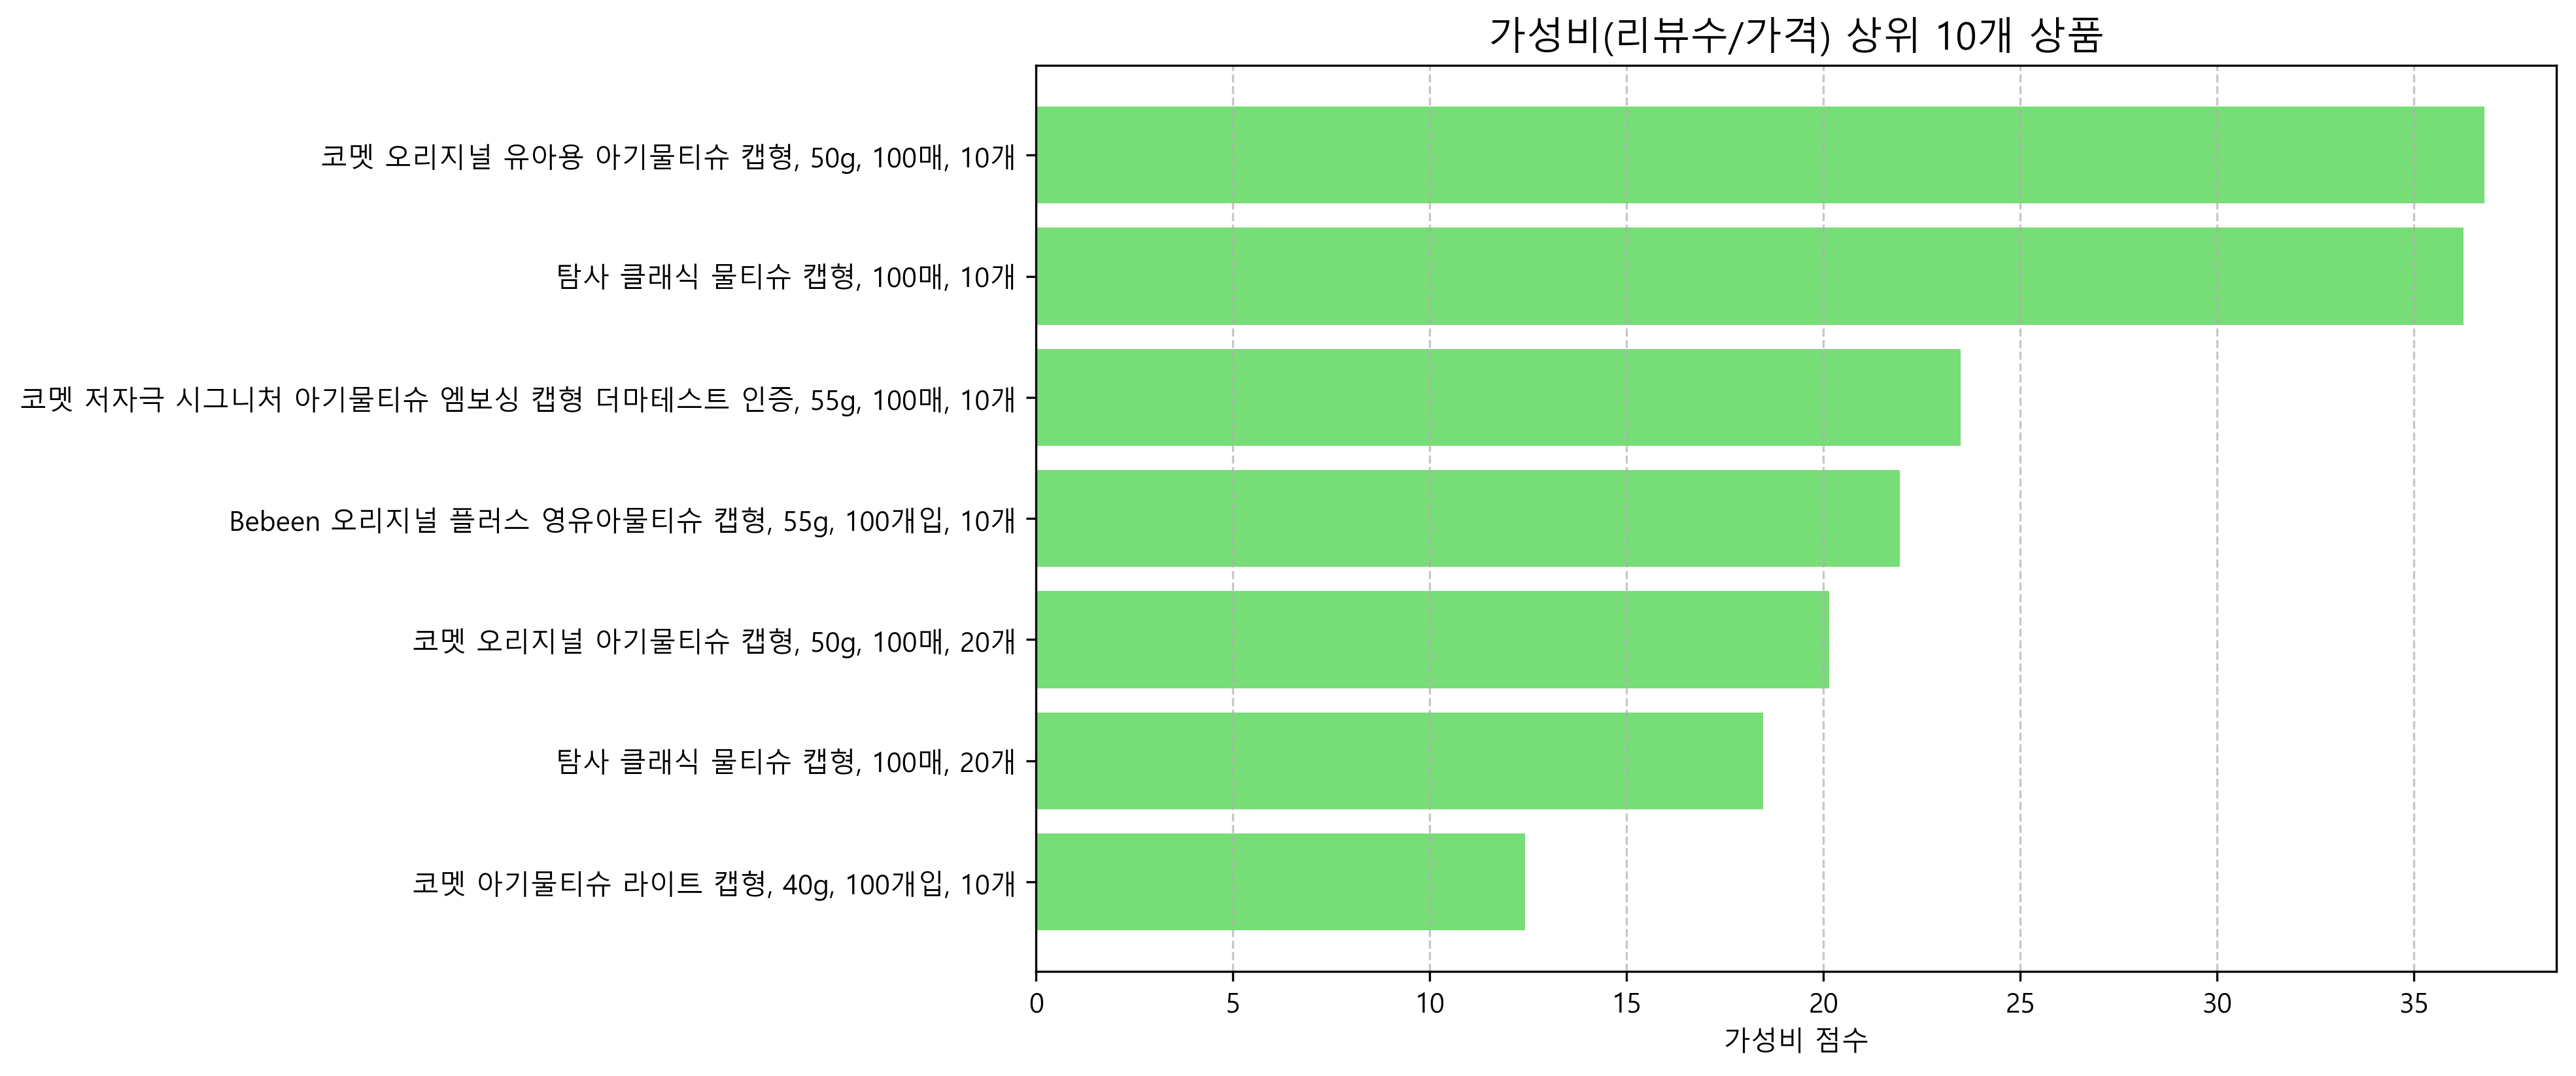 가성비(리뷰수/가격) 상위 10개 상품
코멧 오리지널 유아용 아기물티슈 캡형, 50g, 100매, 10개
탐사 클래식 물티슈 캡형, 100매, 10개
코멧 저자극 시그니처 아기물티슈 엠보싱 캡형 더마테스트 인증, 55g, 100매, 10개
Bebeen 오리지널 플러스 영유아물티슈 캡형, 55g, 100개입, 10개
코멧 오리지널 아기물티슈 캡형, 50g, 100매, 20개
탐사 클래식 물티슈 캡형, 100매, 20개
코멧 아기물티슈 라이트 캡형, 40g, 100개입, 10개
0 5 10 15 20 25 30 35
가성비 점수